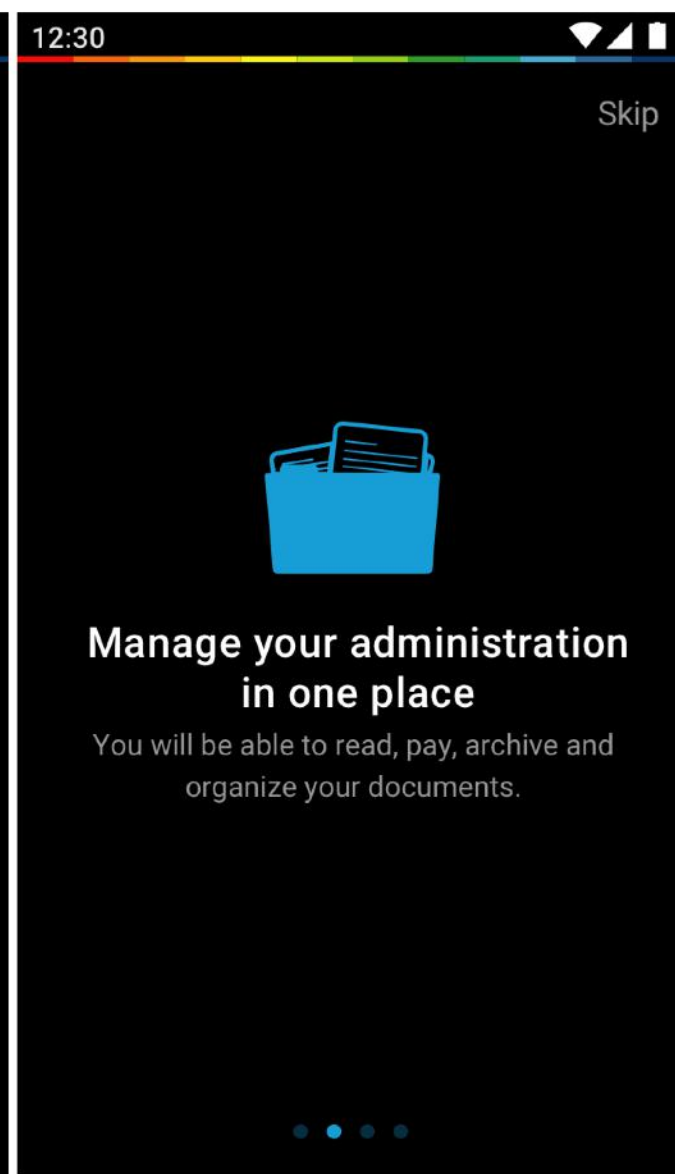 12:30
Skip
Manage your administration
in one place
You will be able to read, pay, archive and
organize your documents.